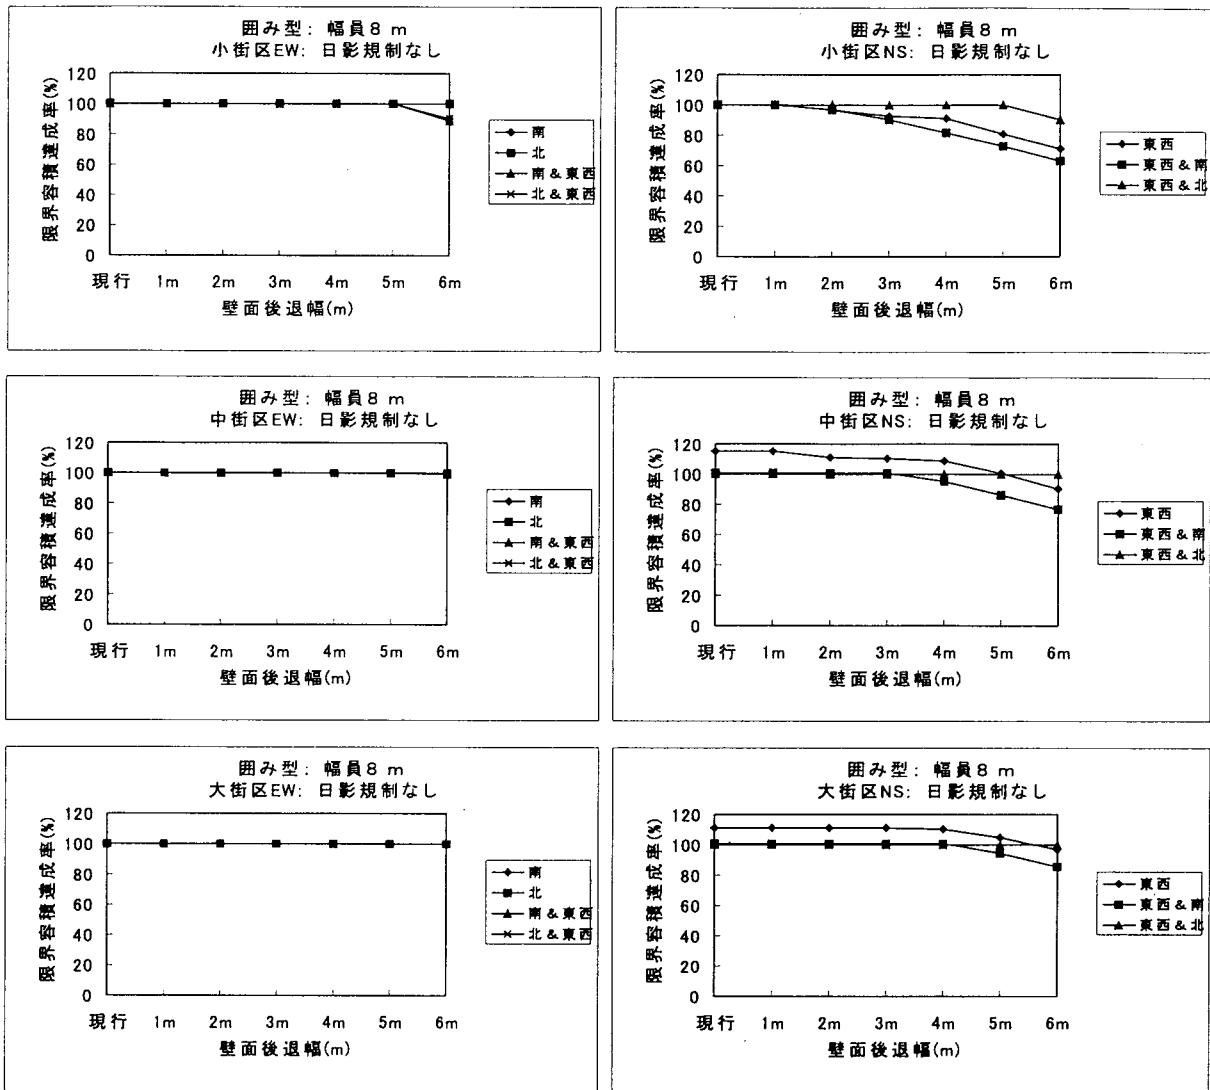 囲み型: 幅員8 m
小街区EW: 日影規制なし
限界容積達成率(%)
120
100
80
60
40
20
0
現行 1m 2m 3m 4m 5m 6m
壁面後退幅(m)
南
北
南&東西
北&東西
囲み型: 幅員8 m
小街区NS: 日影規制なし
限界容積達成率(%)
120
100
80
60
40
20
0
現行 1m 2m 3m 4m 5m 6m
壁面後退幅(m)
東西
東西&南
東西&北
囲み型: 幅員8 m
中街区EW: 日影規制なし
限界容積達成率(%)
120
100
80
60
40
20
0
現行 1m 2m 3m 4m 5m 6m
壁面後退幅(m)
南
北
南&東西
北&東西
囲み型: 幅員8 m
中街区NS: 日影規制なし
限界容積達成率(%)
120
100
80
60
40
20
0
現行 1m 2m 3m 4m 5m 6m
壁面後退幅(m)
東西
東西&南
東西&北
囲み型: 幅員8 m
大街区EW: 日影規制なし
限界容積達成率(%)
120
100
80
60
40
20
0
現行 1m 2m 3m 4m 5m 6m
壁面後退幅(m)
南
北
南&東西
北&東西
囲み型: 幅員8 m
大街区NS: 日影規制なし
限界容積達成率(%)
120
100
80
60
40
20
0
現行 1m 2m 3m 4m 5m 6m
壁面後退幅(m)
東西
東西&南
東西&北